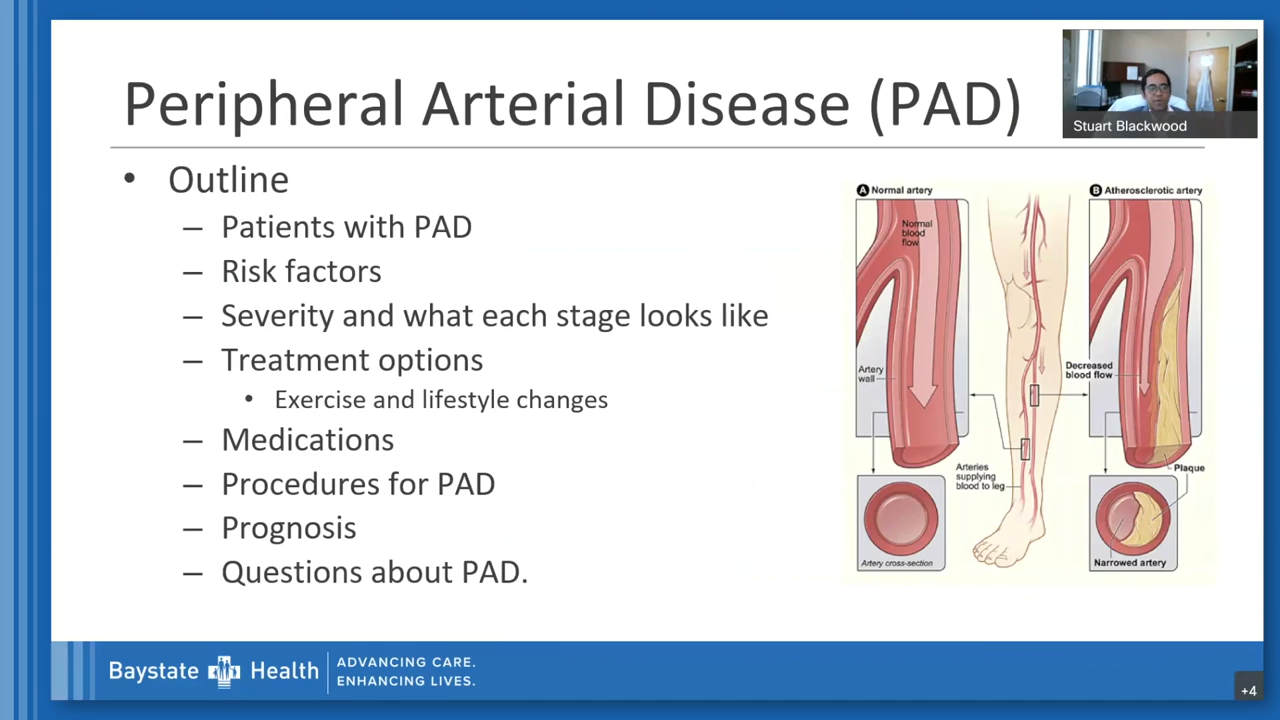 Peripheral Arterial Disease (PAD)
Stuart Blackwood
• Outline
– Patients with PAD
– Risk factors
– Severity and what each stage looks like
– Treatment options
• Exercise and lifestyle changes
– Medications
– Procedures for PAD
– Prognosis
– Questions about PAD.
A Normal artery
Normal
blood
flow
Artery
wall
Artery cross-section
Arteries
supplying
blood to leg
B Atherosclerotic artery
Decreased
blood flow
Plaque
Narrowed artery
Baystate Health
ADVANCING CARE.
ENHANCING LIVES.
+4